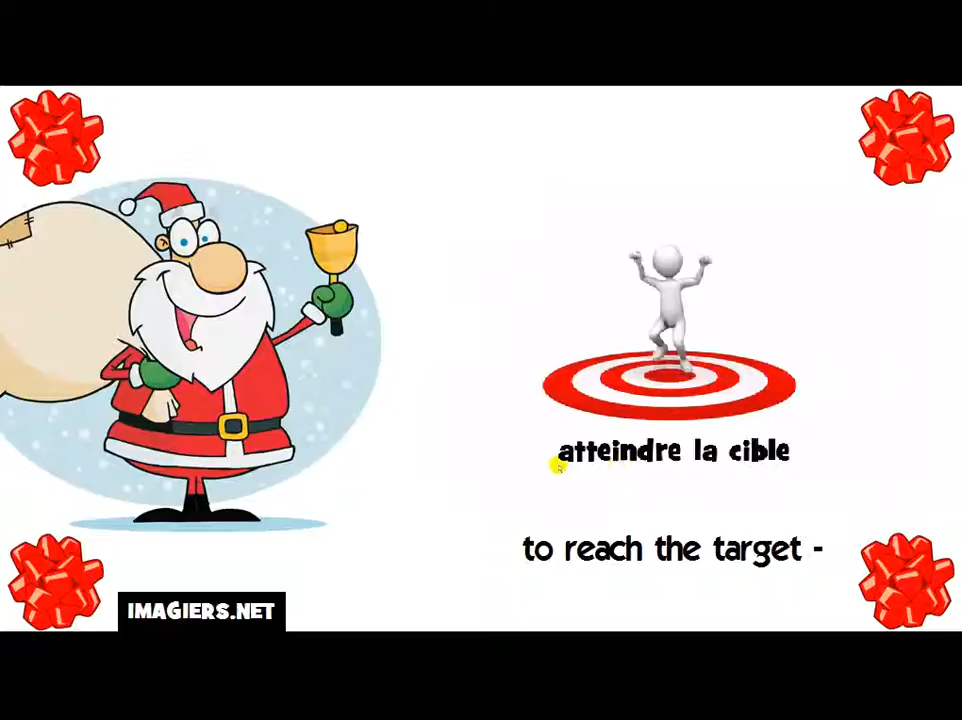 atteindre la cible
to reach the target -
IMAGIERS.NET